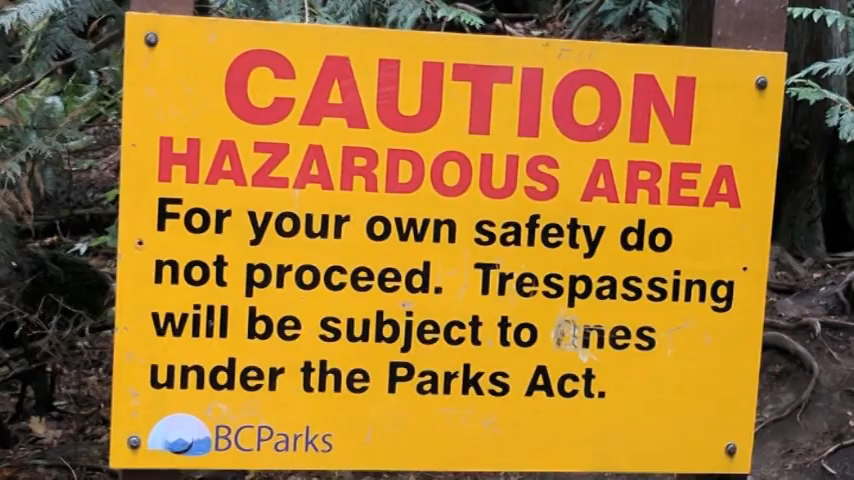 CAUTION
HAZARDOUS AREA
For your own safety do
not proceed. Trespassing
will be subject to nes
under the Parks Act.
BCParks